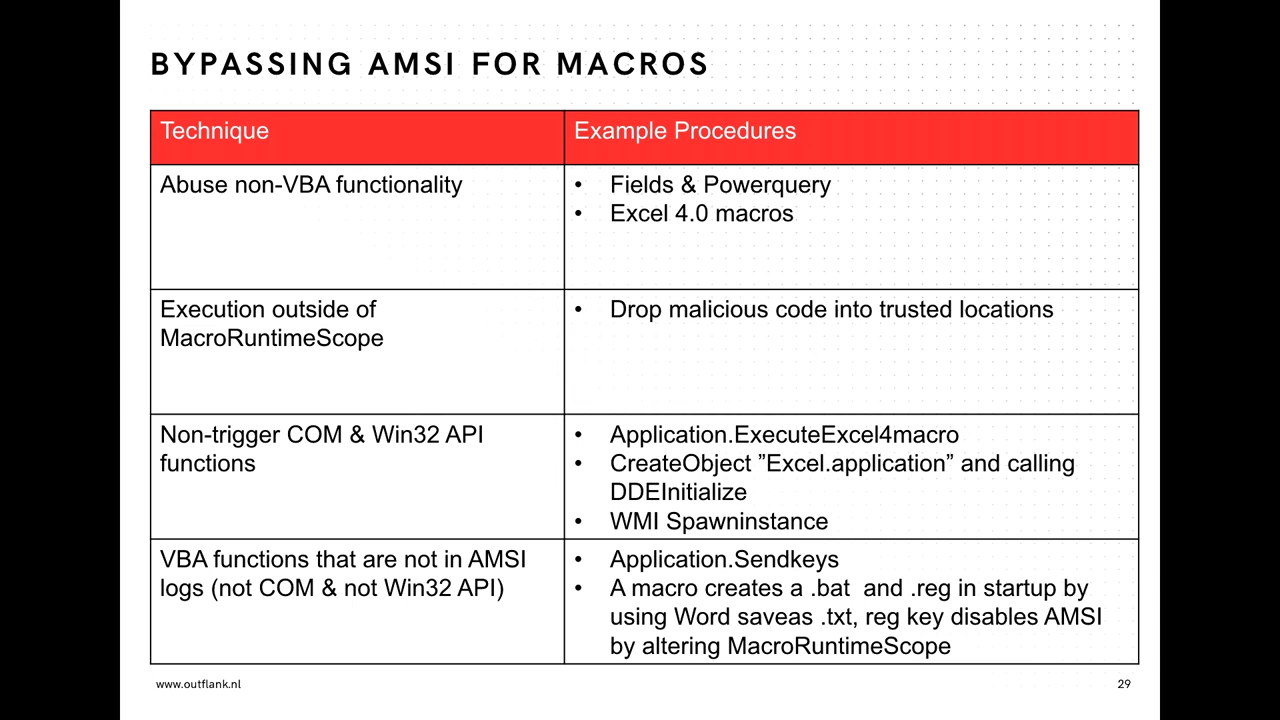 BYPASSING AMSI FOR MACROS
Technique
Example Procedures
Abuse non-VBA functionality
• Fields & Powerquery
• Excel 4.0 macros
Execution outside of
MacroRuntimeScope
• Drop malicious code into trusted locations
Non-trigger COM & Win32 API
functions
• Application.ExecuteExcel4macro
• CreateObject ”Excel.application” and calling
DDEInitialize
• WMI Spawninstance
VBA functions that are not in AMSI
logs (not COM & not Win32 API)
• Application.Sendkeys
• A macro creates a .bat  and .reg in startup by
using Word saveas .txt, reg key disables AMSI
by altering MacroRuntimeScope
www.outflank.nl
29